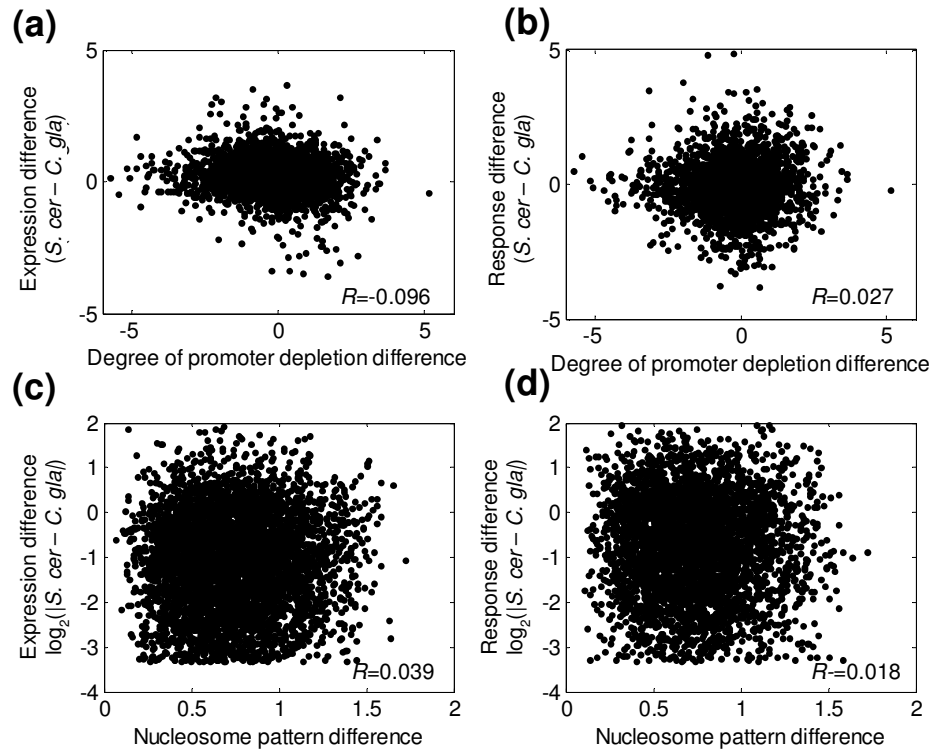 (a)
5
0
-5
-5
0
5
Expression difference
(S. cer – C. gla)
R=-0.096
Degree of promoter depletion difference
(b)
5
0
-5
-5
0
5
Response difference
(S. cer – C. gla)
R=0.027
Degree of promoter depletion difference
(c)
2
1
0
-1
-2
-3
-4
0
0.5
1
1.5
2
Expression difference
log2(|S. cer – C. gla|)
R=0.039
Nucleosome pattern difference
(d)
2
1
0
-1
-2
-3
-4
0
0.5
1
1.5
2
Response difference
log2(|S. cer – C. gla|)
R-=0.018
Nucleosome pattern difference